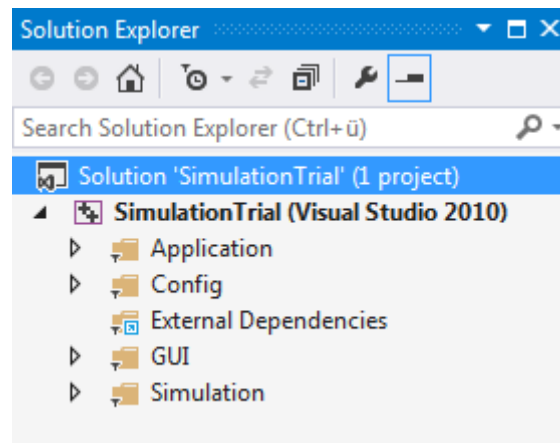 Solution Explorer
Search Solution Explorer (Ctrl+ü)
Solution 'SimulationTrial' (1 project)
SimulationTrial (Visual Studio 2010)
Application
Config
External Dependencies
GUI
Simulation